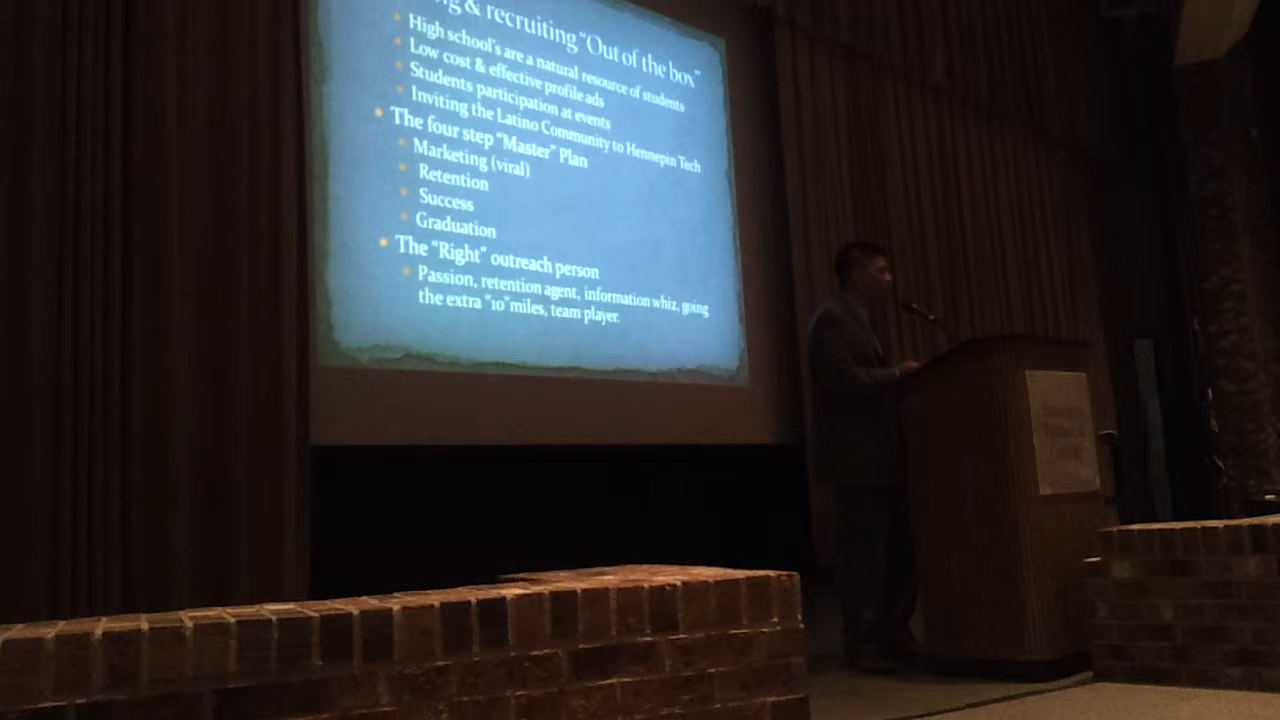 & recruiting "Out of the box"
High school's are a natural resource of students
Low cost & effective profile ads
Students participation at events
Inviting the Latino Community to Hennepin Tech
The four step "Master" Plan
Marketing (viral)
Retention
Success
Graduation
The "Right" outreach person
Passion, retention agent, information whiz, going
the extra "10" miles, team player.